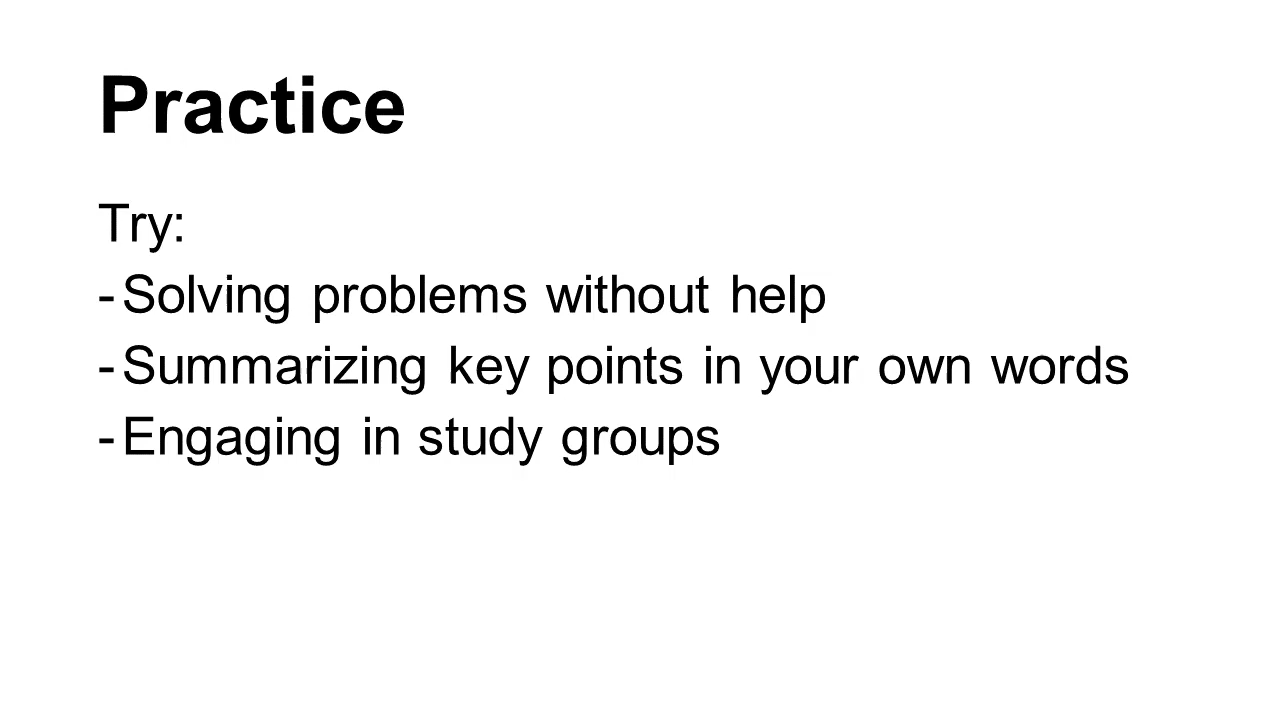 Practice
Try:
- Solving problems without help
- Summarizing key points in your own words
- Engaging in study groups